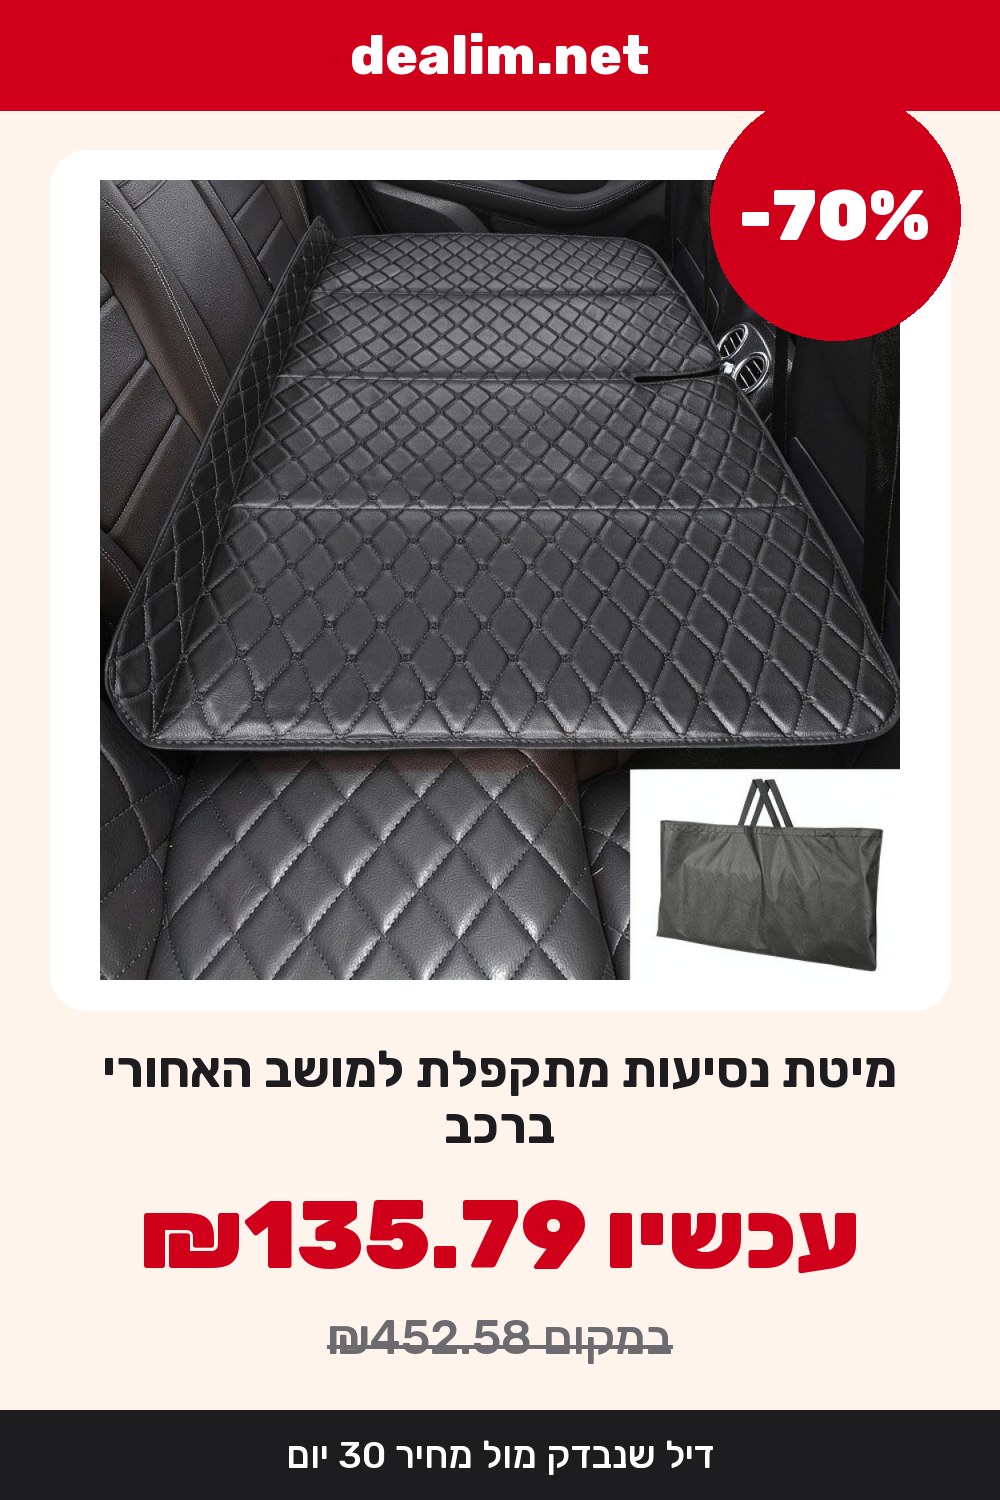 dealim.net
-70%
מיטת נסיעות מתקפלת למושב האחורי
ברכב
עכשיו 135.79₪
במקום 452.58₪
דיל שנבדק מול מחיר 30 יום